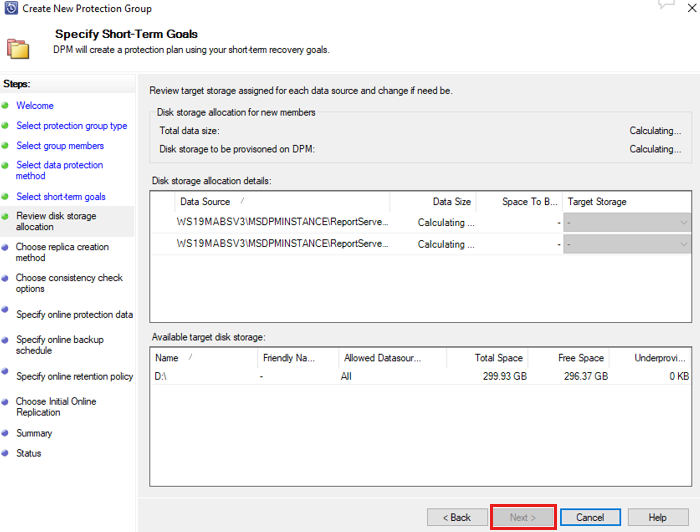 Create New Protection Group
Specify Short-Term Goals
DPM will create a protection plan using your short-term recovery goals.
Steps:
Welcome
Select protection group type
Select group members
Select data protection
method
Select short-term goals
Review disk storage
allocation
Choose replica creation
method
Choose consistency check
options
Specify online protection data
Specify online backup
schedule
Specify online retention policy
Choose Initial Online
Replication
Summary
Status
Review target storage assigned for each data source and change if need be.
Disk storage allocation for new members
Total data size: Calculating...
Disk storage to be provisoned on DPM: Calculating...
Disk storage allocation details:
Data Source Data Size Space To B... Target Storage
WS19MABSV3\MSDPMINSTANCE\ReportServe... Calculating ... - -
WS19MABSV3\MSDPMINSTANCE\ReportServe... Calculating ... - -
Available target disk storage:
Name Friendly Na... Allowed Datasour... Total Space Free Space Underprovi...
D:\ - All 299.93 GB 296.37 GB 0 KB
< Back Next > Cancel Help